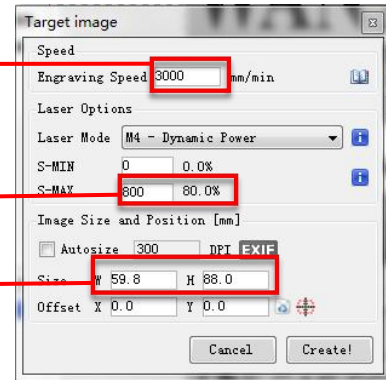 Target image
Speed
Engraving Speed 3000 mm/min
Laser Options
Laser Mode M4 - Dynamic Power
S-MIN 0 0.0%
S-MAX 800 80.0%
Image Size and Position [mm]
Autosize 300 DPI EXIF
Size W 59.8 H 88.0
Offset X 0.0 Y 0.0
Cancel Create!